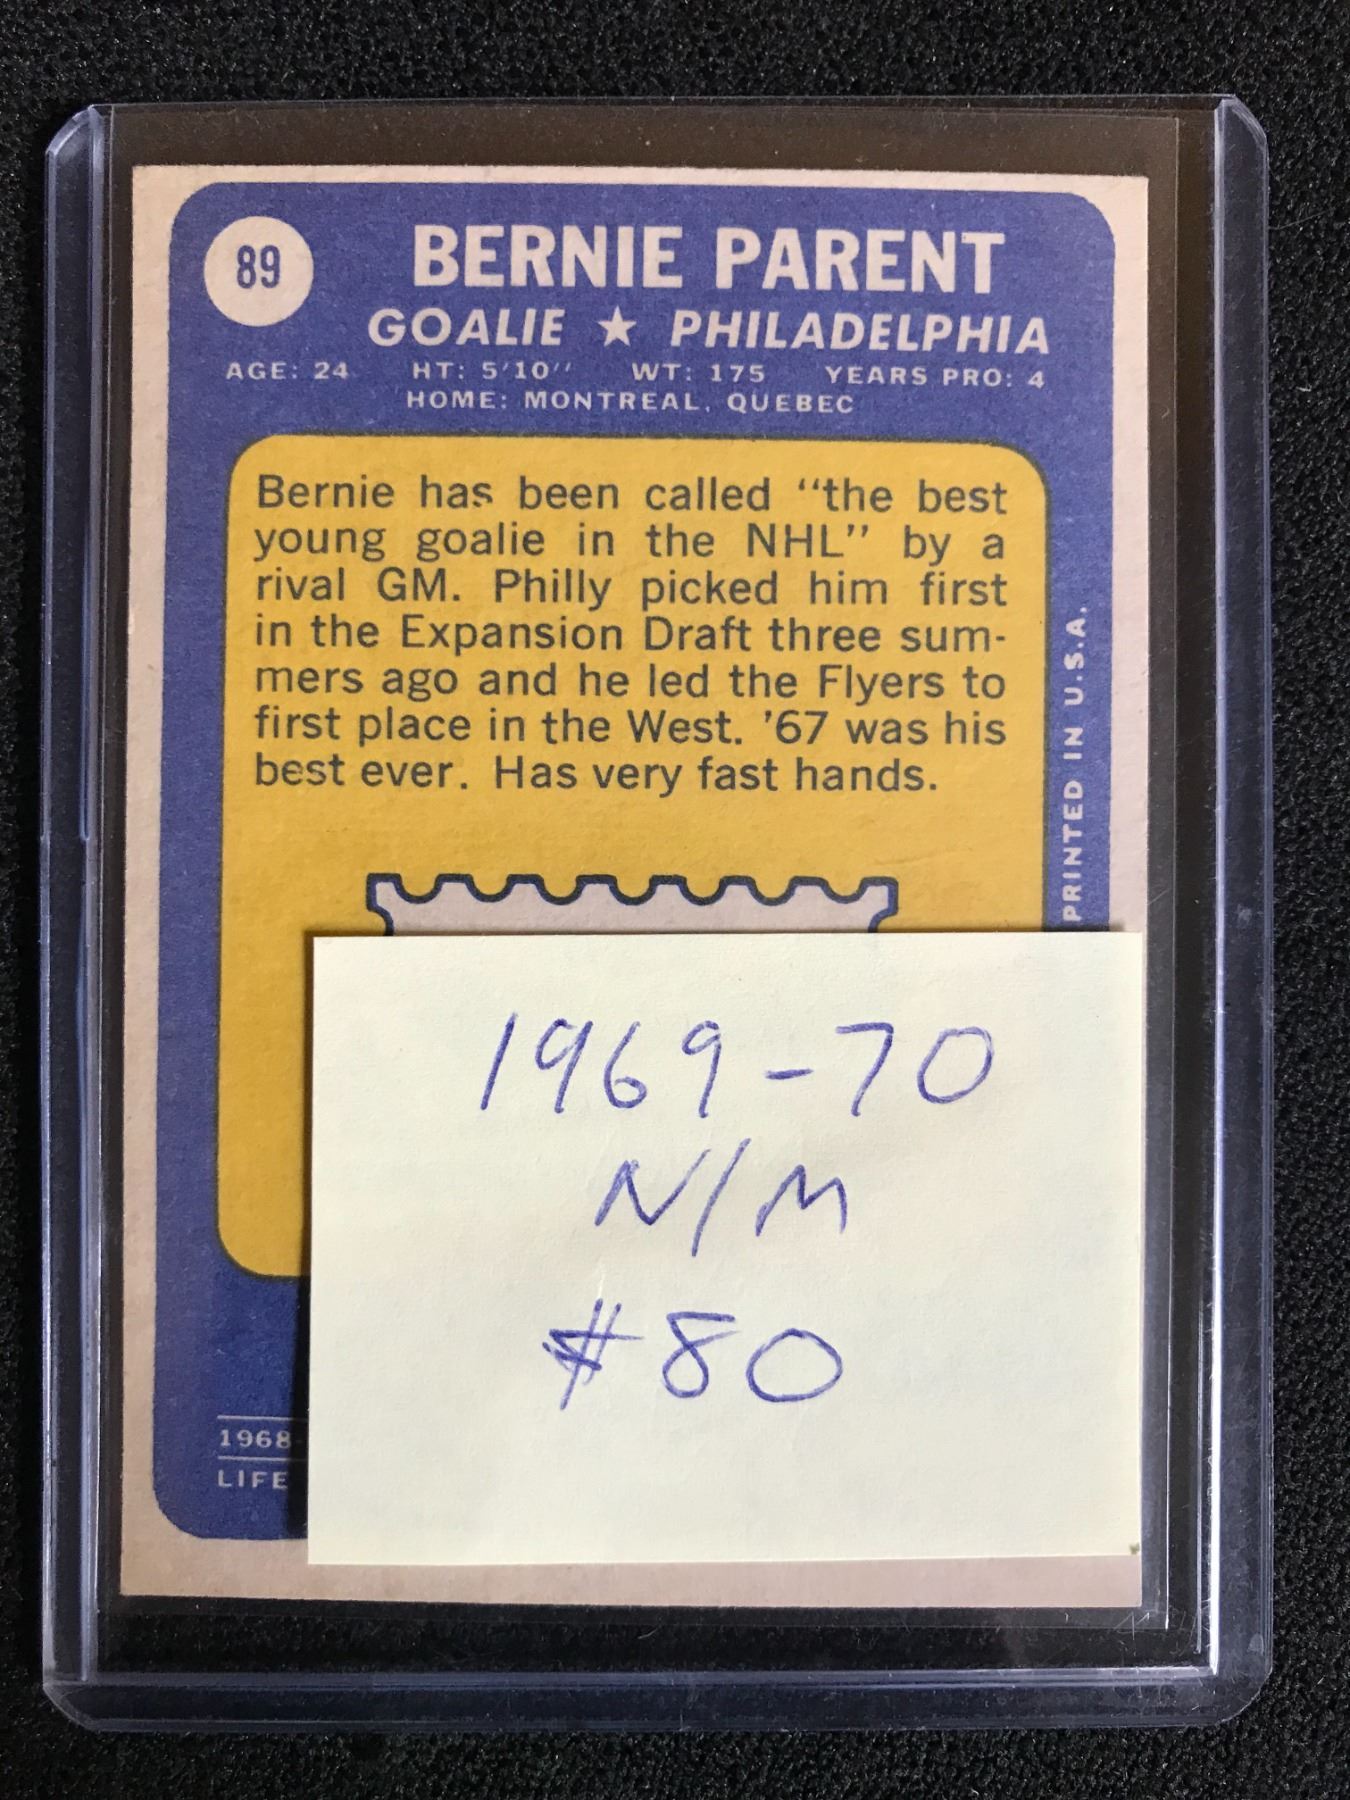 89
BERNIE PARENT
GOALIE ★ PHILADELPHIA
AGE: 24 HT: 5'10'' WT: 175 YEARS PRO: 4
HOME: MONTREAL, QUEBEC
Bernie has been called “the best
young goalie in the NHL” by a
rival GM. Philly picked him first
in the Expansion Draft three sum-
mers ago and he led the Flyers to
first place in the West. ’67 was his
best ever. Has very fast hands.
PRINTED IN U.S.A.
1969-70
N/M
#80
1968-
LIFE